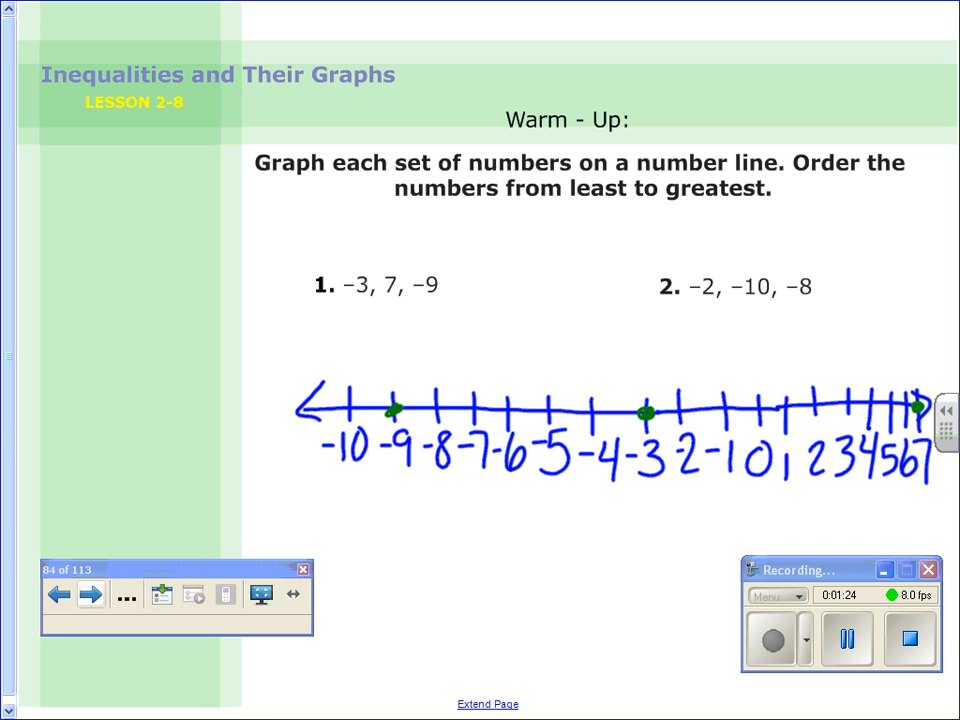 Inequalities and Their Graphs
LESSON 2-8
Warm - Up:
Graph each set of numbers on a number line. Order the
numbers from least to greatest.
1. –3, 7, –9
2. –2, –10, –8
-10 -9 -8 -7 -6 -5 -4 -3 -2 -1 0 1 2 3 4 5 6 7
84 of 113
...
Recording...
Menu
0:01:24
8.0 fps
Extend Page